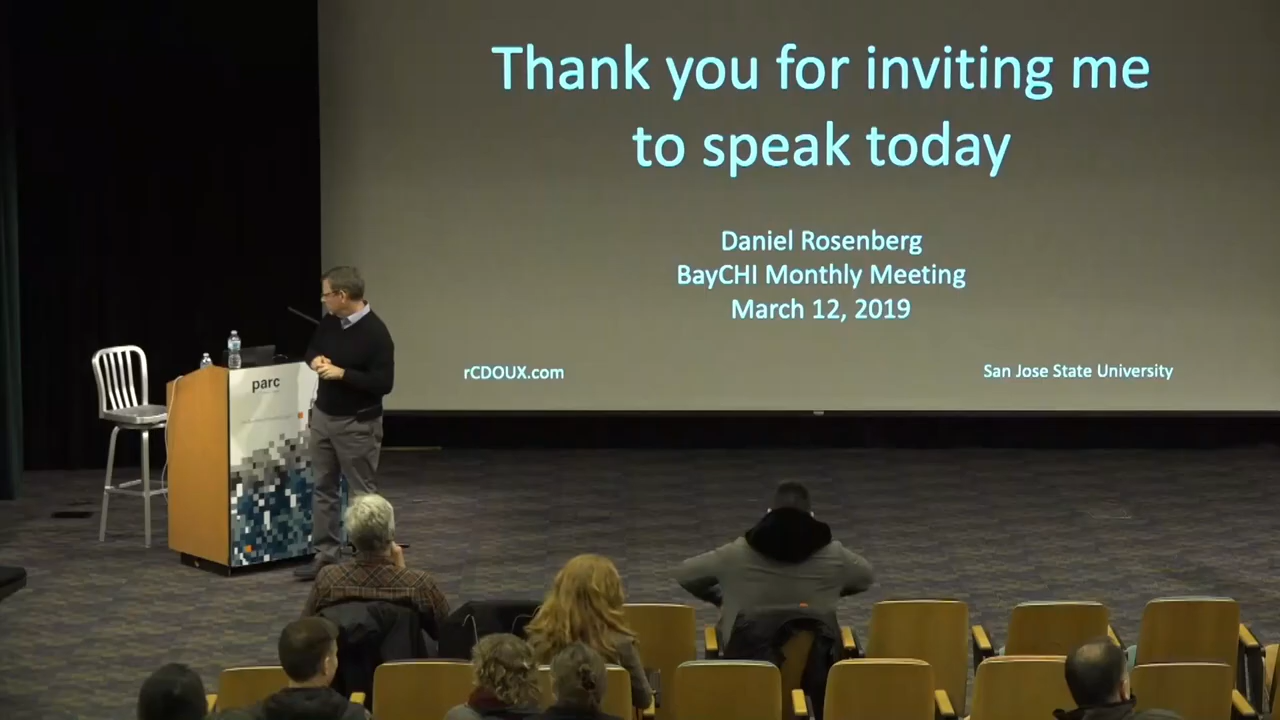 Thank you for inviting me
to speak today
Daniel Rosenberg
BayCHI Monthly Meeting
March 12, 2019
rCDOUX.com
San Jose State University
parc